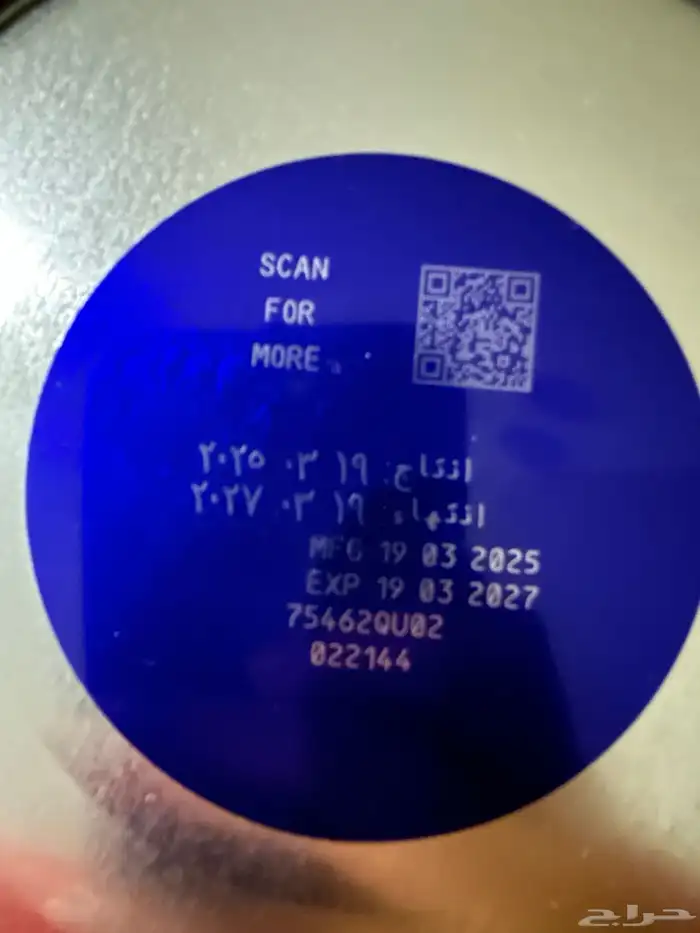 SCAN
FOR
MORE
انتاج: ١٩ ٠٣ ٢٠٢٥
انتهاء: ١٩ ٠٣ ٢٠٢٧
MFG 19 03 2025
EXP 19 03 2027
75462QU02
022144
حراج